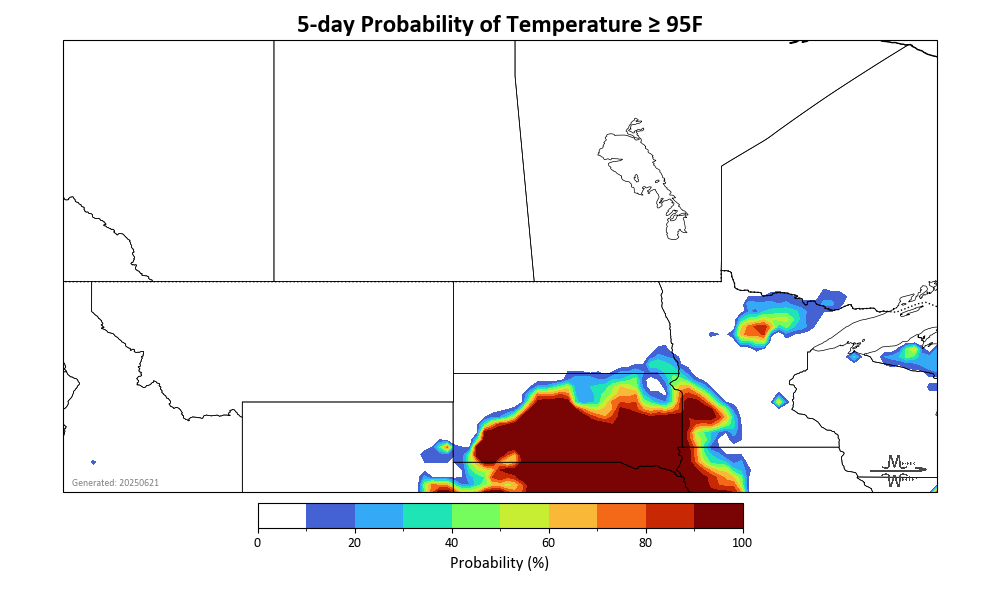 5-day Probability of Temperature ≥ 95F
Generated: 20250621
0 20 40 60 80 100
Probability (%)